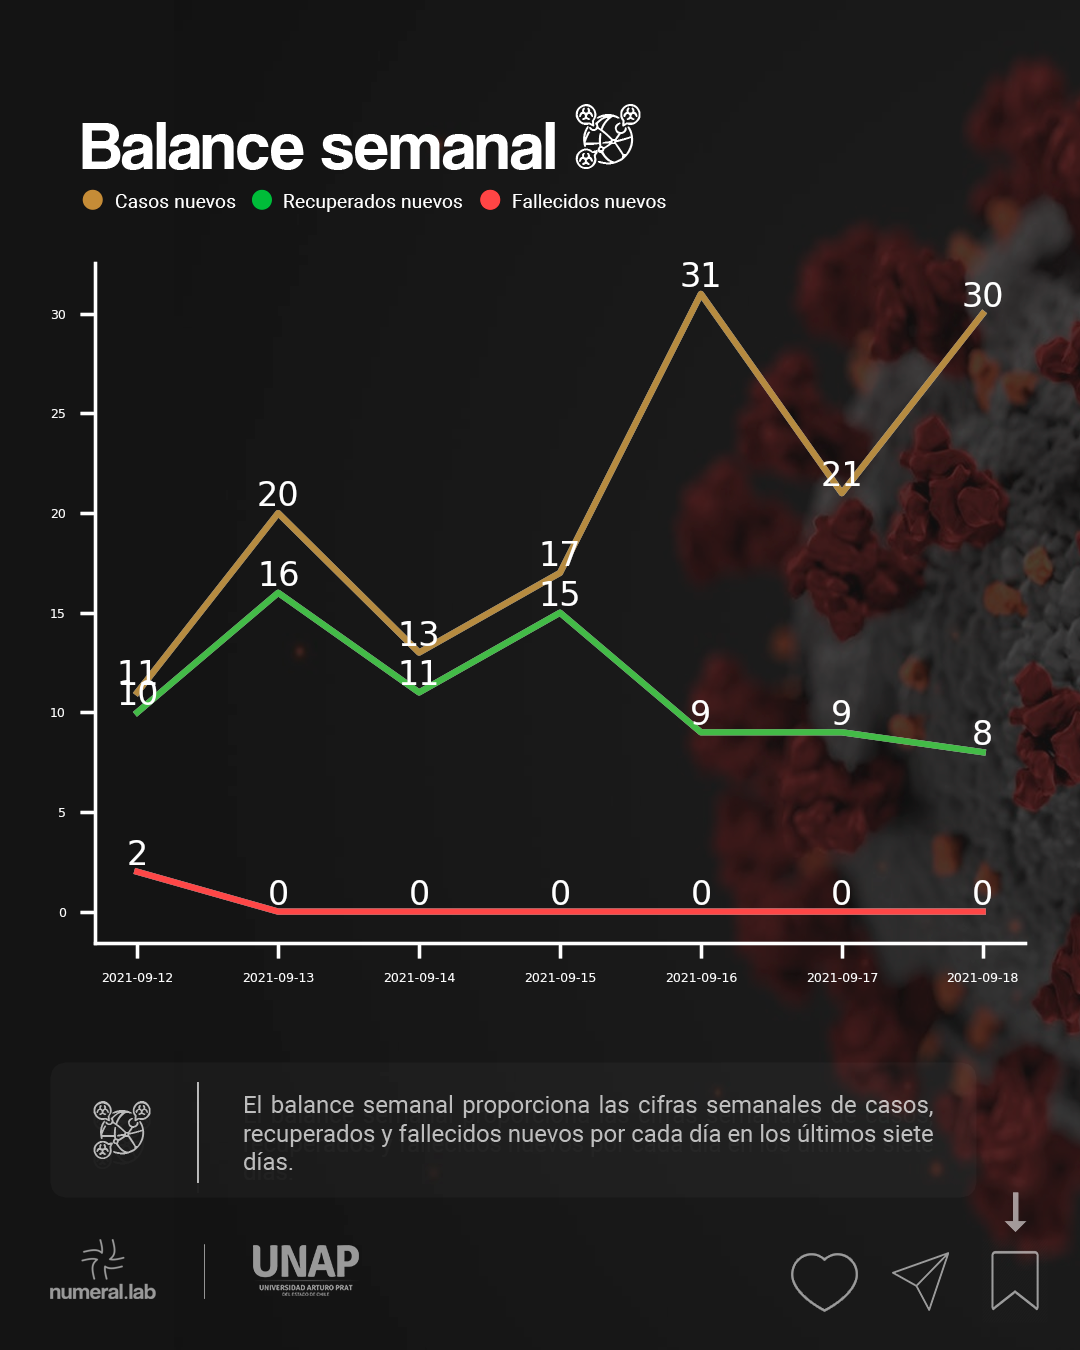 Balance semanal
Casos nuevos Recuperados nuevos Fallecidos nuevos
31
30
30
25
21
20
20
17
16
15
15
13
11
11
10
10
9
9
8
5
2
0
0
0
0
0
0
0
2021-09-12 2021-09-13 2021-09-14 2021-09-15 2021-09-16 2021-09-17 2021-09-18
El balance semanal proporciona las cifras semanales de casos,
recuperados y fallecidos nuevos por cada día en los últimos siete
días.
numeral.lab
UNAP
UNIVERSIDAD ARTURO PRAT
DEL ESTADO DE CHILE